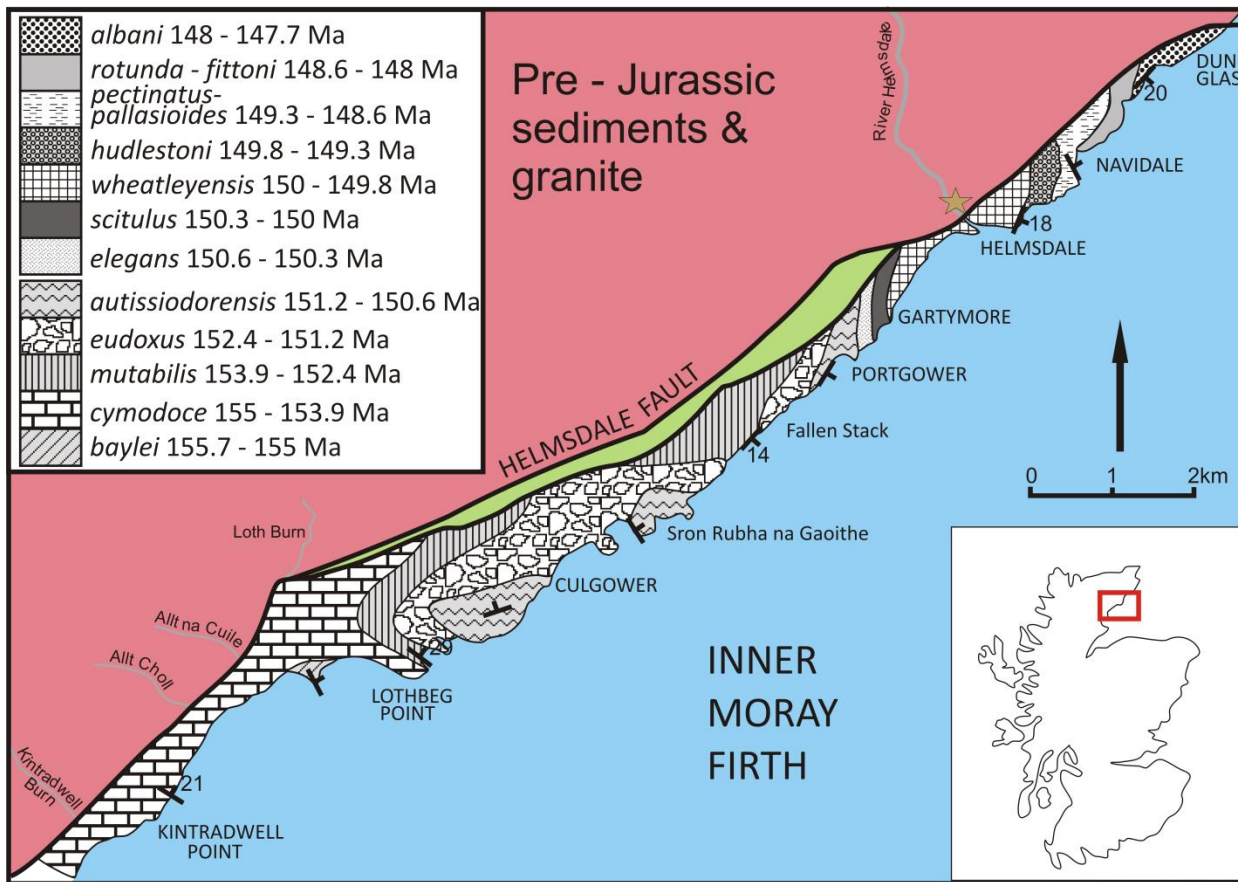 albani 148 - 147.7 Ma
rotunda - fittoni 148.6 - 148 Ma
pectinatus-
pallasioides 149.3 - 148.6 Ma
hudlestoni 149.8 - 149.3 Ma
wheatleyensis 150 - 149.8 Ma
scitulus 150.3 - 150 Ma
elegans 150.6 - 150.3 Ma
autissiodorensis 151.2 - 150.6 Ma
eudoxus 152.4 - 151.2 Ma
mutabilis 153.9 - 152.4 Ma
cymodoce 155 - 153.9 Ma
baylei 155.7 - 155 Ma
Pre - Jurassic
sediments &
granite
River Helmsdale
DUN
GLAS
20
NAVIDALE
18
HELMSDALE
GARTYMORE
PORTGOWER
HELMSDALE FAULT
Fallen Stack
14
0 1 2km
Sron Rubha na Gaoithe
Loth Burn
CULGOWER
Allt na Cuile
29
Allt Choll
LOTHBEG
POINT
INNER
MORAY
FIRTH
Kintradwell
Burn
21
KINTRADWELL
POINT